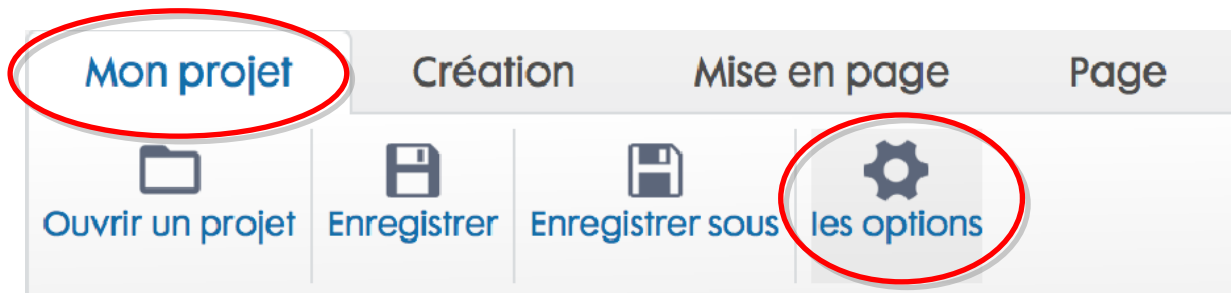 Mon projet Création Mise en page Page
Ouvrir un projet Enregistrer Enregistrer sous les options